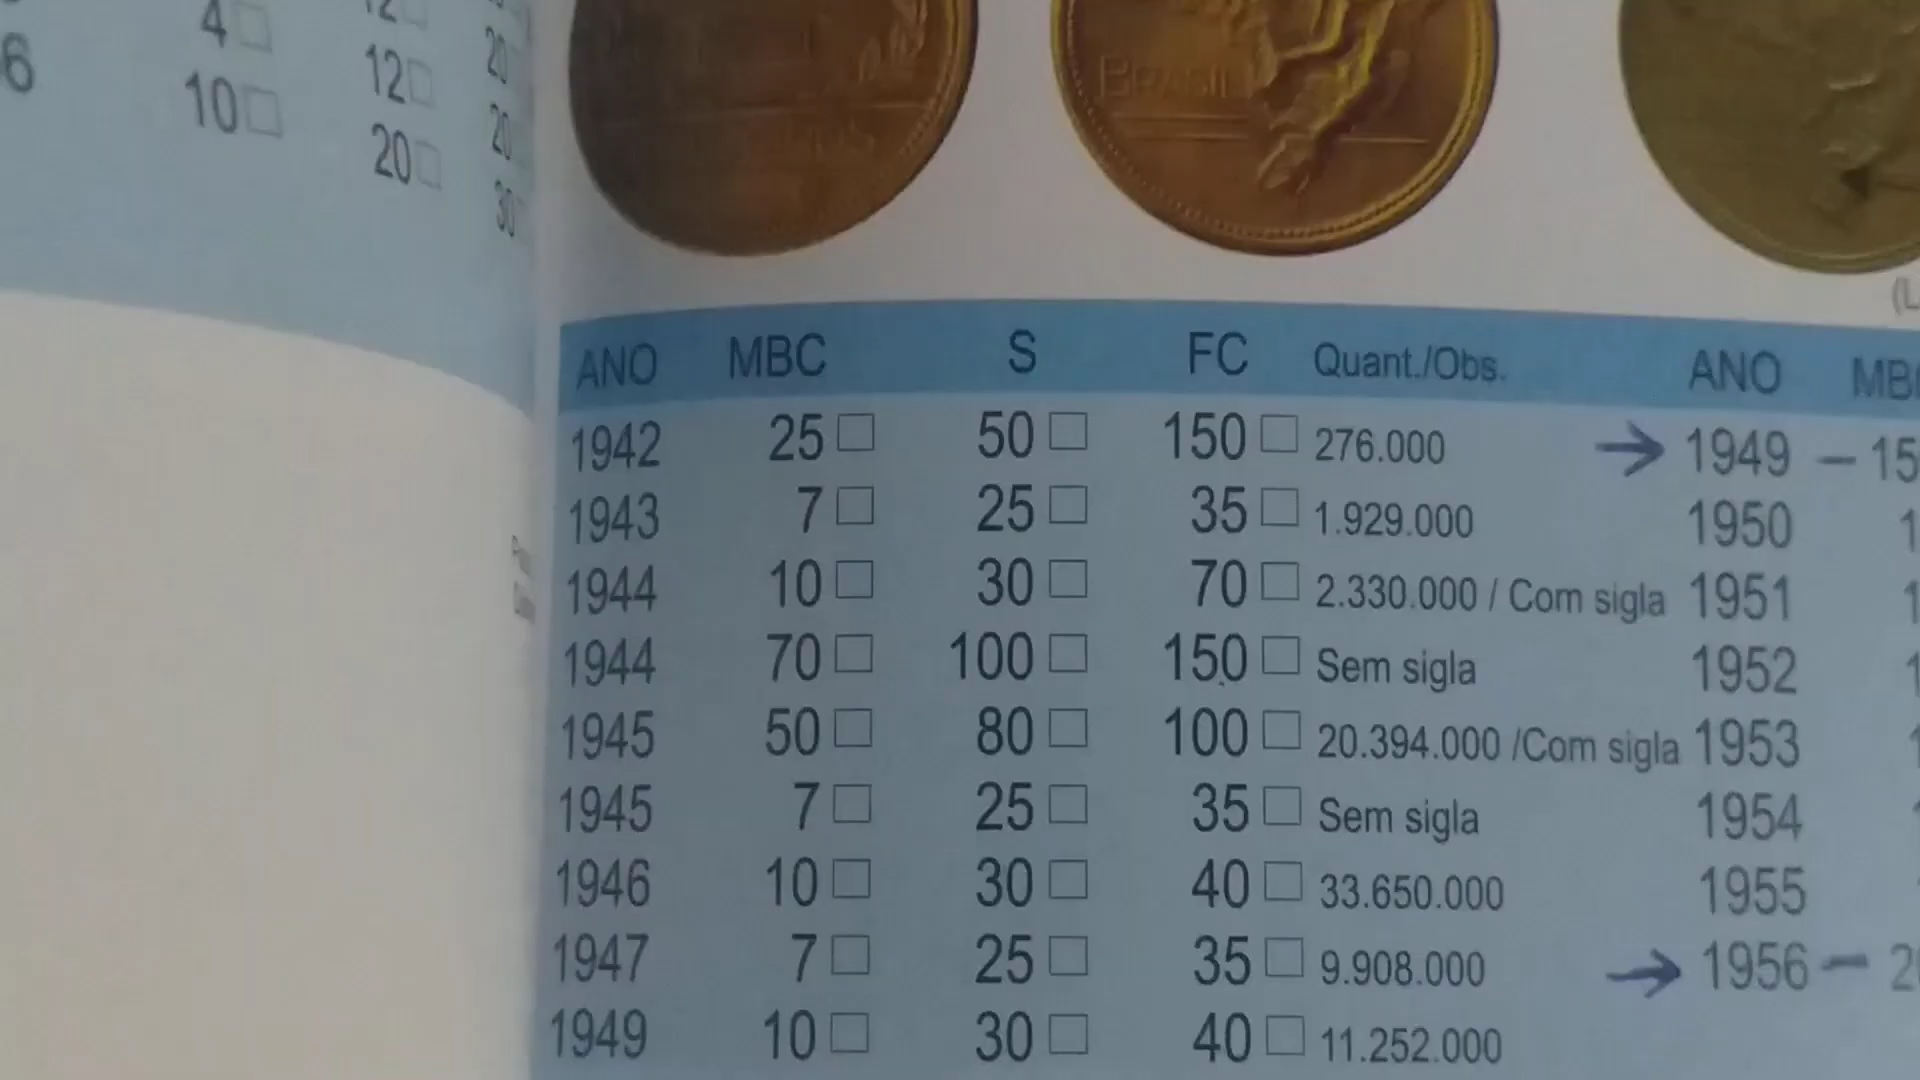 4
6
12
20
10
12
20
20
30
BRASIL
(L
ANO MBC S FC Quant./Obs. ANO
1942 25 50 150 276.000 → 1949 –
1943 7 25 35 1.929.000 1950
1944 10 30 70 2.330.000 / Com sigla 1951
1944 70 100 150 Sem sigla 1952
1945 50 80 100 20.394.000 /Com sigla 1953
1945 7 25 35 Sem sigla 1954
1946 10 30 40 33.650.000 1955
1947 7 25 35 9.908.000 → 1956 –
1949 10 30 40 11.252.000